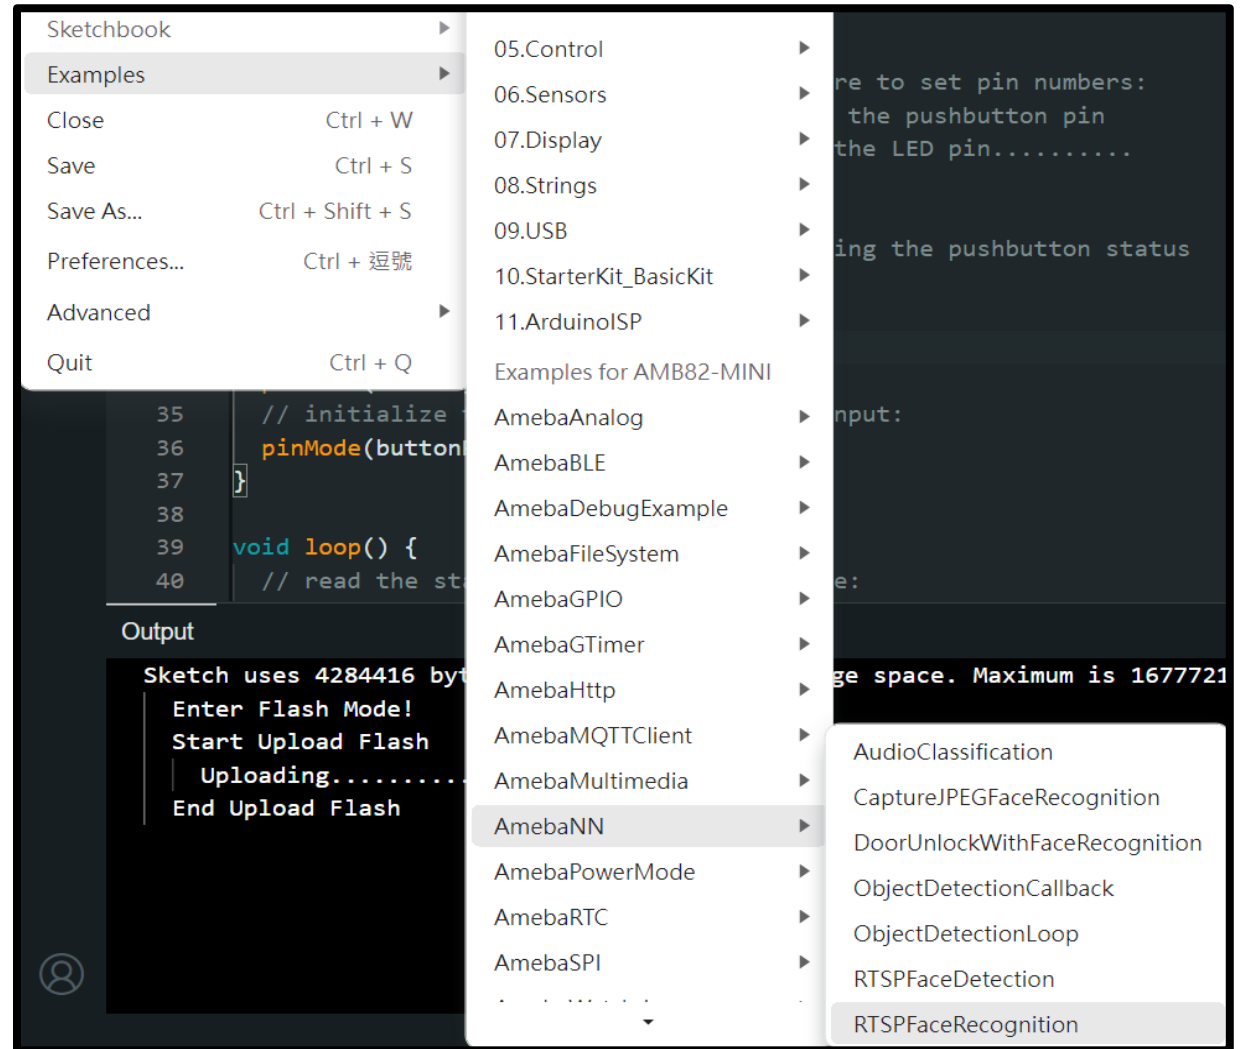 Sketchbook
Examples
Close Ctrl + W
Save Ctrl + S
Save As... Ctrl + Shift + S
Preferences... Ctrl + 逗號
Advanced
Quit Ctrl + Q
05.Control
06.Sensors
07.Display
08.Strings
09.USB
10.StarterKit_BasicKit
11.ArduinoISP
Examples for AMB82-MINI
AmebaAnalog
AmebaBLE
AmebaDebugExample
AmebaFileSystem
AmebaGPIO
AmebaGTimer
AmebaHttp
AmebaMQTTClient
AmebaMultimedia
AmebaNN
AmebaPowerMode
AmebaRTC
AmebaSPI
AudioClassification
CaptureJPEGFaceRecognition
DoorUnlockWithFaceRecognition
ObjectDetectionCallback
ObjectDetectionLoop
RTSPFaceDetection
RTSPFaceRecognition
re to set pin numbers:
the pushbutton pin
the LED pin..........
ing the pushbutton status
35 // initialize nput:
36 pinMode(button
37 }
38
39 void loop() {
40 // read the sta e:
Output
Sketch uses 4284416 byt ge space. Maximum is 1677721
Enter Flash Mode!
Start Upload Flash
Uploading..........
End Upload Flash